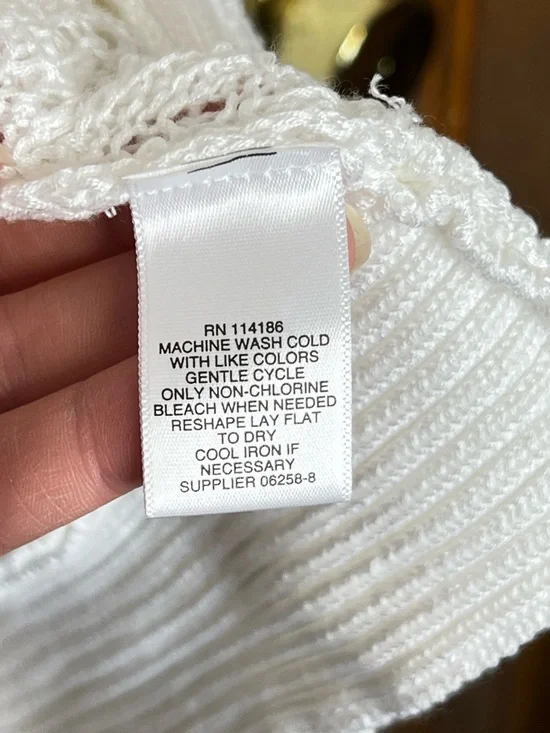 RN 114186
MACHINE WASH COLD
WITH LIKE COLORS
GENTLE CYCLE
ONLY NON-CHLORINE
BLEACH WHEN NEEDED
RESHAPE LAY FLAT
TO DRY
COOL IRON IF
NECESSARY
SUPPLIER 06258-8